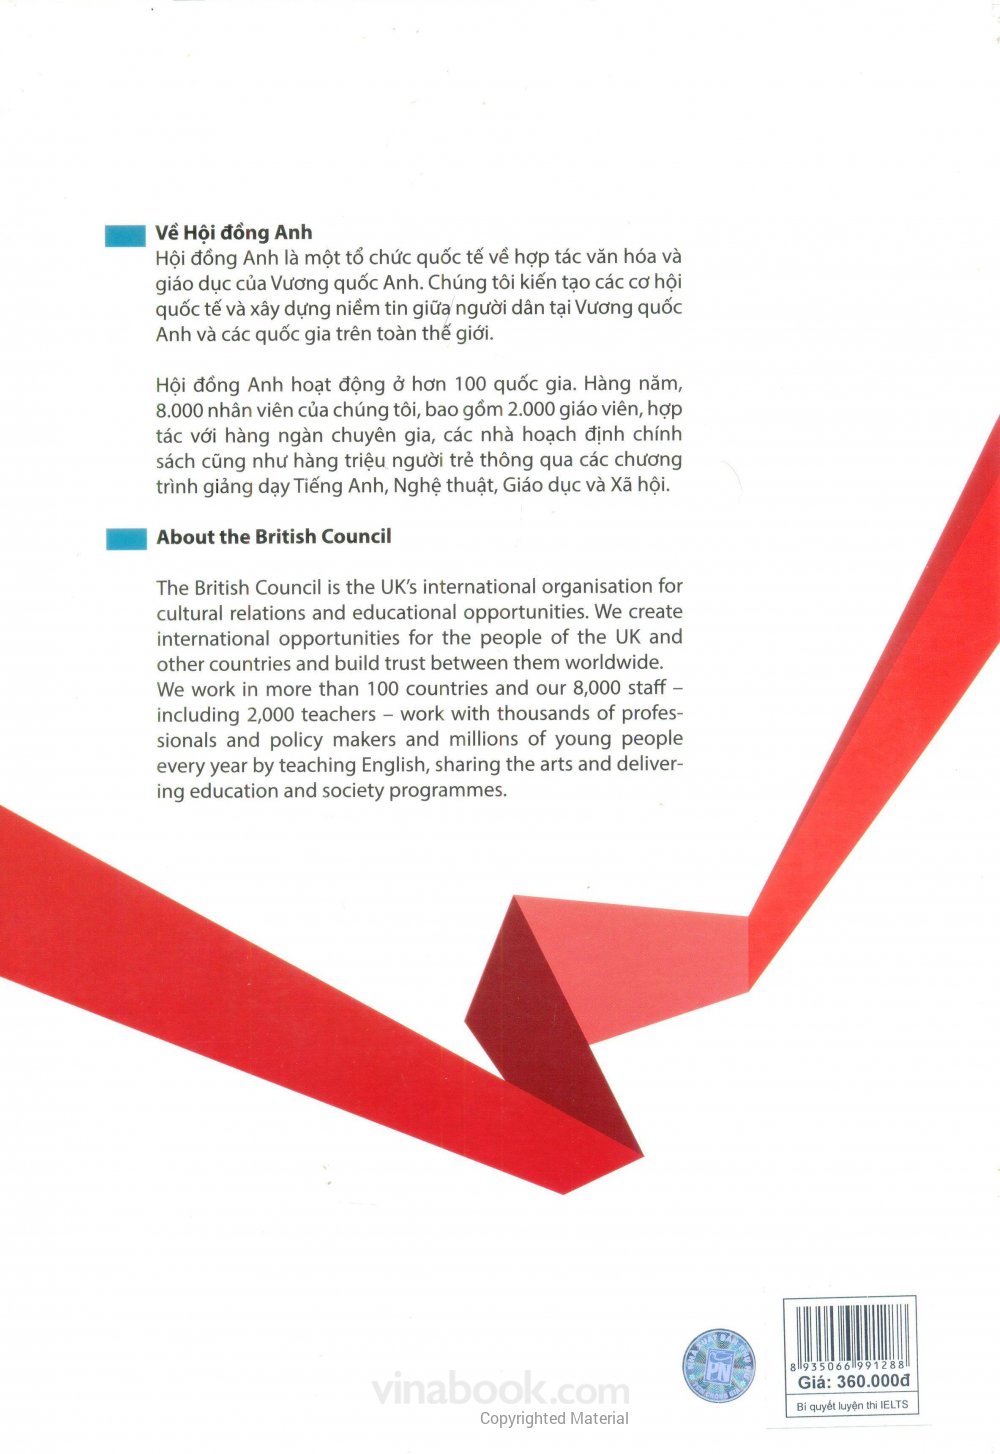 Về Hội đồng Anh
Hội đồng Anh là một tổ chức quốc tế về hợp tác văn hóa và
giáo dục của Vương quốc Anh. Chúng tôi kiến tạo các cơ hội
quốc tế và xây dựng niềm tin giữa người dân tại Vương quốc
Anh và các quốc gia trên toàn thế giới.
Hội đồng Anh hoạt động ở hơn 100 quốc gia. Hàng năm,
8.000 nhân viên của chúng tôi, bao gồm 2.000 giáo viên, hợp
tác với hàng ngàn chuyên gia, các nhà hoạch định chính
sách cũng như hàng triệu người trẻ thông qua các chương
trình giảng dạy Tiếng Anh, Nghệ thuật, Giáo dục và Xã hội.
About the British Council
The British Council is the UK's international organisation for
cultural relations and educational opportunities. We create
international opportunities for the people of the UK and
other countries and build trust between them worldwide.
We work in more than 100 countries and our 8,000 staff –
including 2,000 teachers – work with thousands of profes-
sionals and policy makers and millions of young people
every year by teaching English, sharing the arts and deliver-
ing education and society programmes.
8 935066 991288
Giá: 360.000đ
Bí quyết luyện thi IELTS
PN
vinabook.com
Copyrighted Material